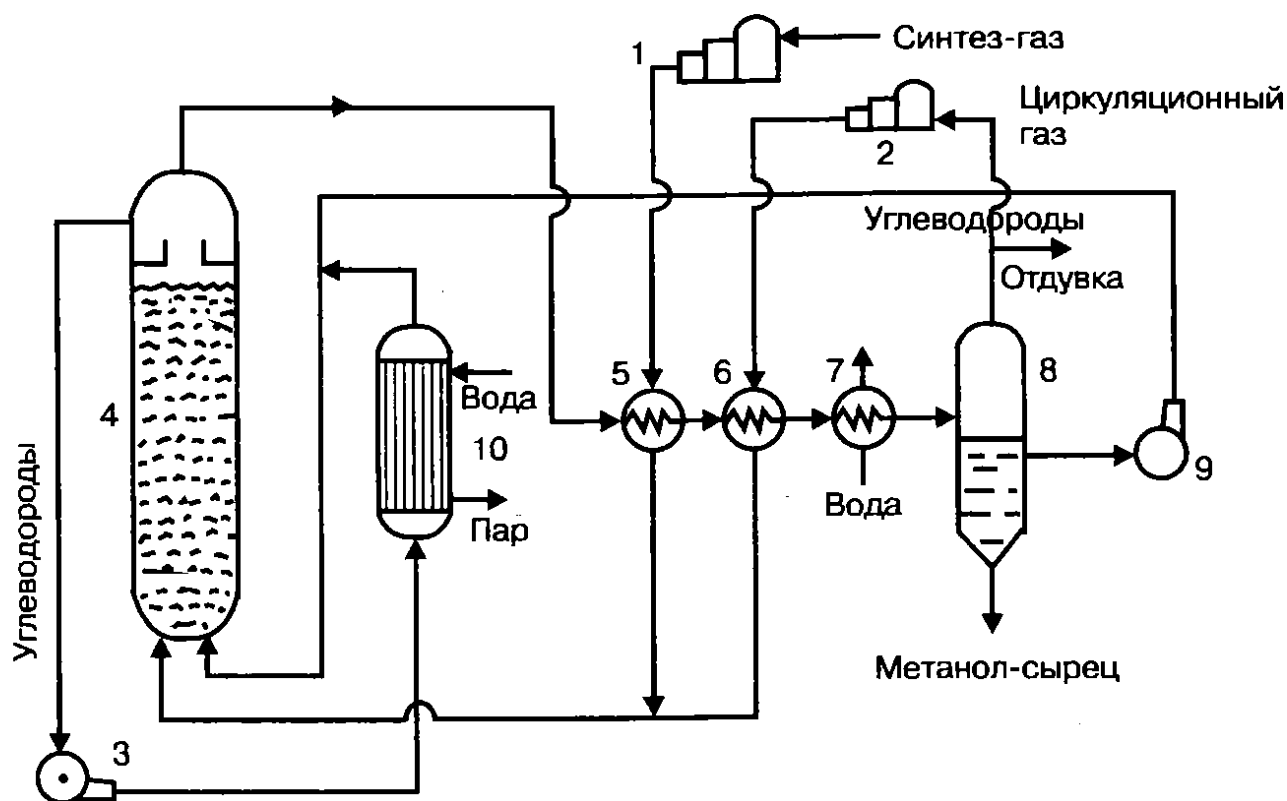 1
Синтез-газ
Циркуляционный
газ
2
Углеводороды
Отдувка
4
5
6
7
8
Вода
10
Пар
Вода
9
Углеводороды
Метанол-сырец
3